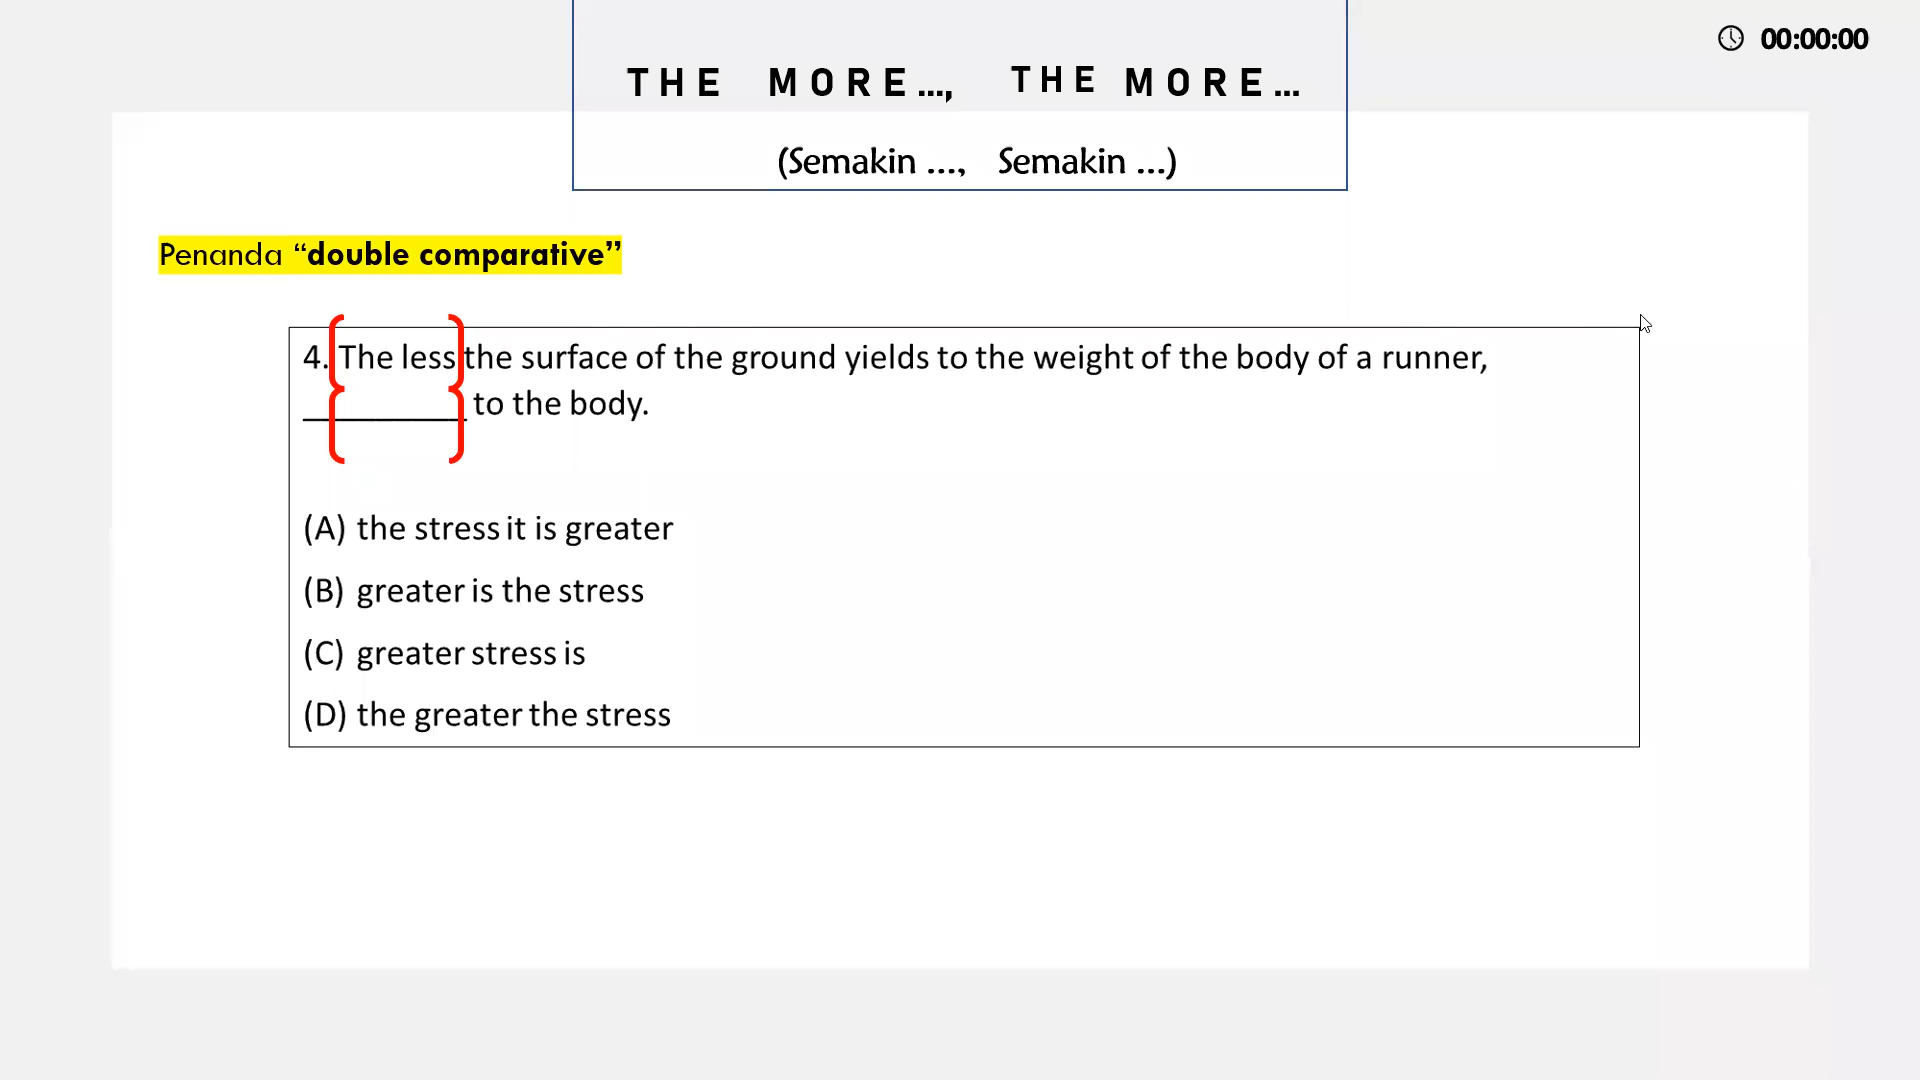 00:00:00
THE MORE..., THE MORE...
(Semakin ..., Semakin ...)
Penanda “double comparative”
4. The less the surface of the ground yields to the weight of the body of a runner,
__________ to the body.
(A) the stress it is greater
(B) greater is the stress
(C) greater stress is
(D) the greater the stress